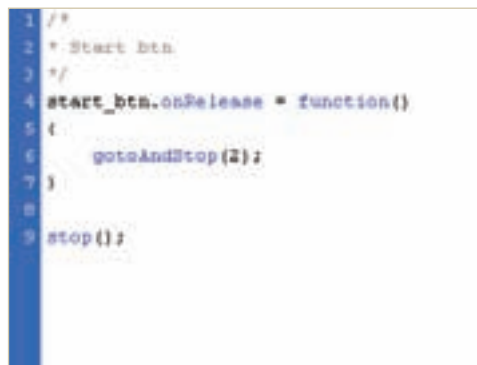 1 /*
2 * Start btn
3 */
4 start_btn.onRelease = function()
5 {
6 gotoAndStop(2);
7 }
8
9 stop();